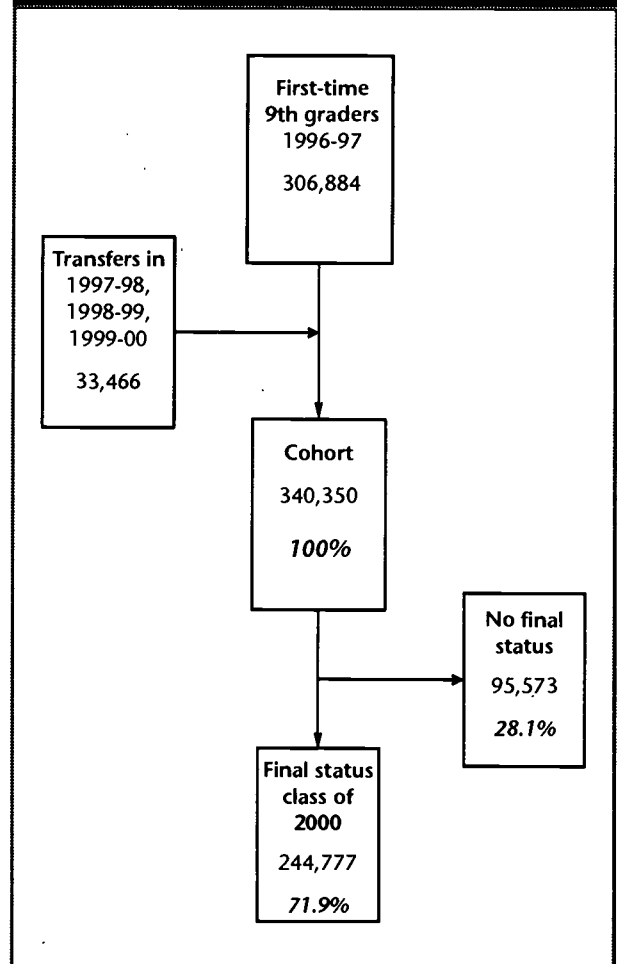 First-time
9th graders
1996-97
306,884
Transfers in
1997-98,
1998-99,
1999-00
33,466
Cohort
340,350
100%
No final
status
95,573
28.1%
Final status
class of
2000
244,777
71.9%